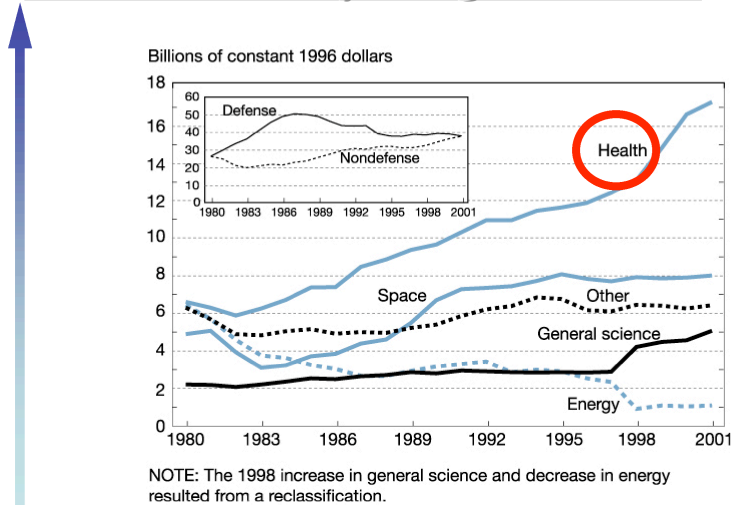 Billions of constant 1996 dollars
18
16
14
12
10
8
6
4
2
0
60
50
40
30
20
10
0
Defense
Nondefense
1980 1983 1986 1989 1992 1995 1998 2001
Health
Space
Other
General science
Energy
1980 1983 1986 1989 1992 1995 1998 2001
NOTE: The 1998 increase in general science and decrease in energy
resulted from a reclassification.